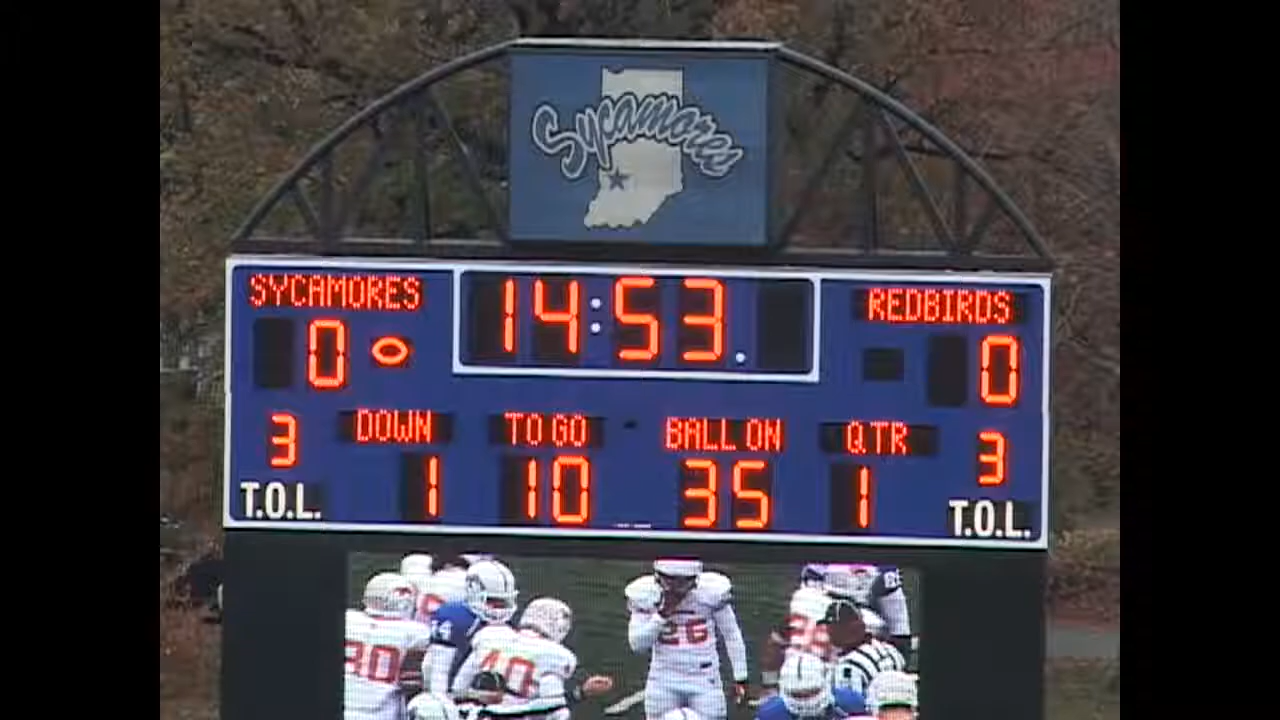 Sycamores
SYCAMORES 14:53. REDBIRDS
0 0
DOWN TO GO BALL ON QTR
3 1 10 35 1 3
T.O.L. T.O.L.
26
30 40